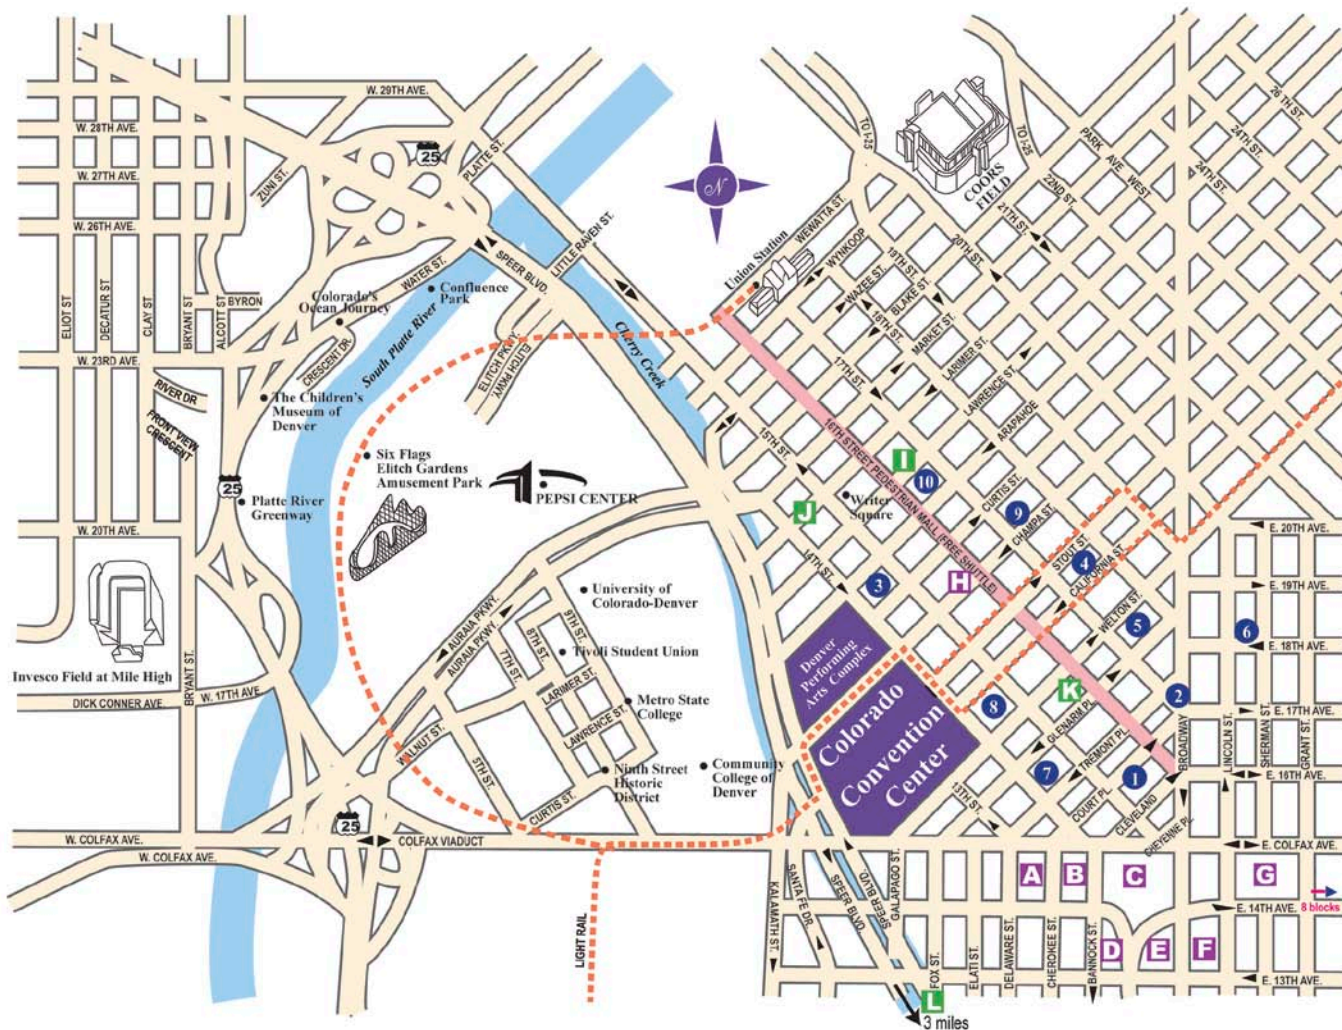 W. 29TH AVE.
W. 28TH AVE.
W. 27TH AVE.
W. 26TH AVE.
ZUNI ST.
25
PLATTE ST.
ELIOT ST
DECATUR ST
CLAY ST
BRYANT ST
ALCOTT ST
BYRON
W. 23RD AVE.
RIVER DR
FRONT VIEW
CRESCENT
W. 20TH AVE.
WATER ST.
Colorado's
Ocean Journey
CRESCENT DR.
South Platte River
Confluence
Park
SPEER BLVD.
LITTLE RAVEN ST.
ELITCH PKWY.
ELITCH PKWY.
Cherry Creek
The Children's
Museum of
Denver
25
Platte River
Greenway
Six Flags
Elitch Gardens
Amusement Park
PEPSI CENTER
N
Union Station
WEWATTA ST.
WYNKOOP
TO I-25
COORS
FIELD
TO I-25
PARK AVE WEST
26 TH ST.
24TH ST.
24TH ST.
22ND ST.
21TH ST.
20TH ST.
19TH ST.
WAZEE ST.
BLAKE ST.
18TH ST.
MARKET ST.
17TH ST.
LARIMER ST.
LAWRENCE ST.
ARAPAHOE
15TH ST.
16TH STREET PEDESTRIAN MALL (FREE SHUTTLE)
I
10
Writer
Square
J
CURTIS ST.
9
CHAMPA ST.
14TH ST.
3
H
STOUT ST.
4
CALIFORNIA ST.
WELTON ST.
5
6
E. 20TH AVE.
E. 19TH AVE.
E. 18TH AVE.
Invesco Field at Mile High
DICK CONNER AVE.
W. 17TH AVE
BRYANT ST.
AURAIA PKWY.
AURAIA PKWY.
University of
Colorado-Denver
9TH ST.
8TH ST.
7TH ST.
Tivoli Student Union
LARIMER ST.
LAWRENCE ST.
Metro State
College
WALNUT ST.
5TH ST.
Ninth Street
Historic
District
CURTIS ST.
Community
College of
Denver
Denver
Performing
Arts Complex
Colorado
Convention
Center
8
K
2
GLENARM PL.
TREMONT PL.
7
1
COURT PL.
CLEVELAND
CHEYENNE PL.
13TH ST.
BROADWAY
LINCOLN ST.
SHERMAN ST.
GRANT ST.
E. 17TH AVE.
E. 16TH AVE.
25
W. COLFAX AVE.
W. COLFAX AVE.
COLFAX VIADUCT
E. COLFAX AVE.
LIGHT RAIL
KALAMATH ST.
SANTA FE DR.
SPEER BLVD.
SPEER BLVD.
GALAPAGO ST.
FOX ST.
ELATI ST.
DELAWARE ST.
CHEROKEE ST.
BANNOCK ST.
A
B
C
G
8 blocks
E. 14TH AVE.
D
E
F
E. 13TH AVE.
L
3 miles